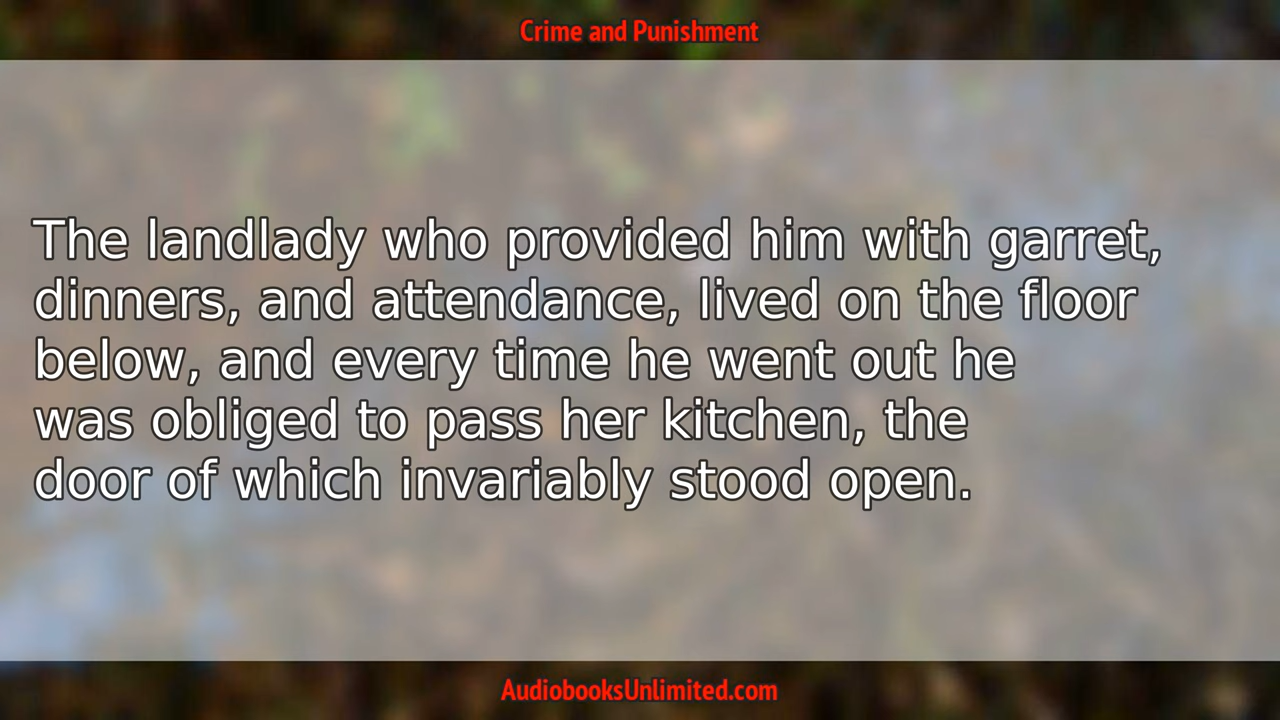 Crime and Punishment
The landlady who provided him with garret,
dinners, and attendance, lived on the floor
below, and every time he went out he
was obliged to pass her kitchen, the
door of which invariably stood open.
AudiobooksUnlimited.com